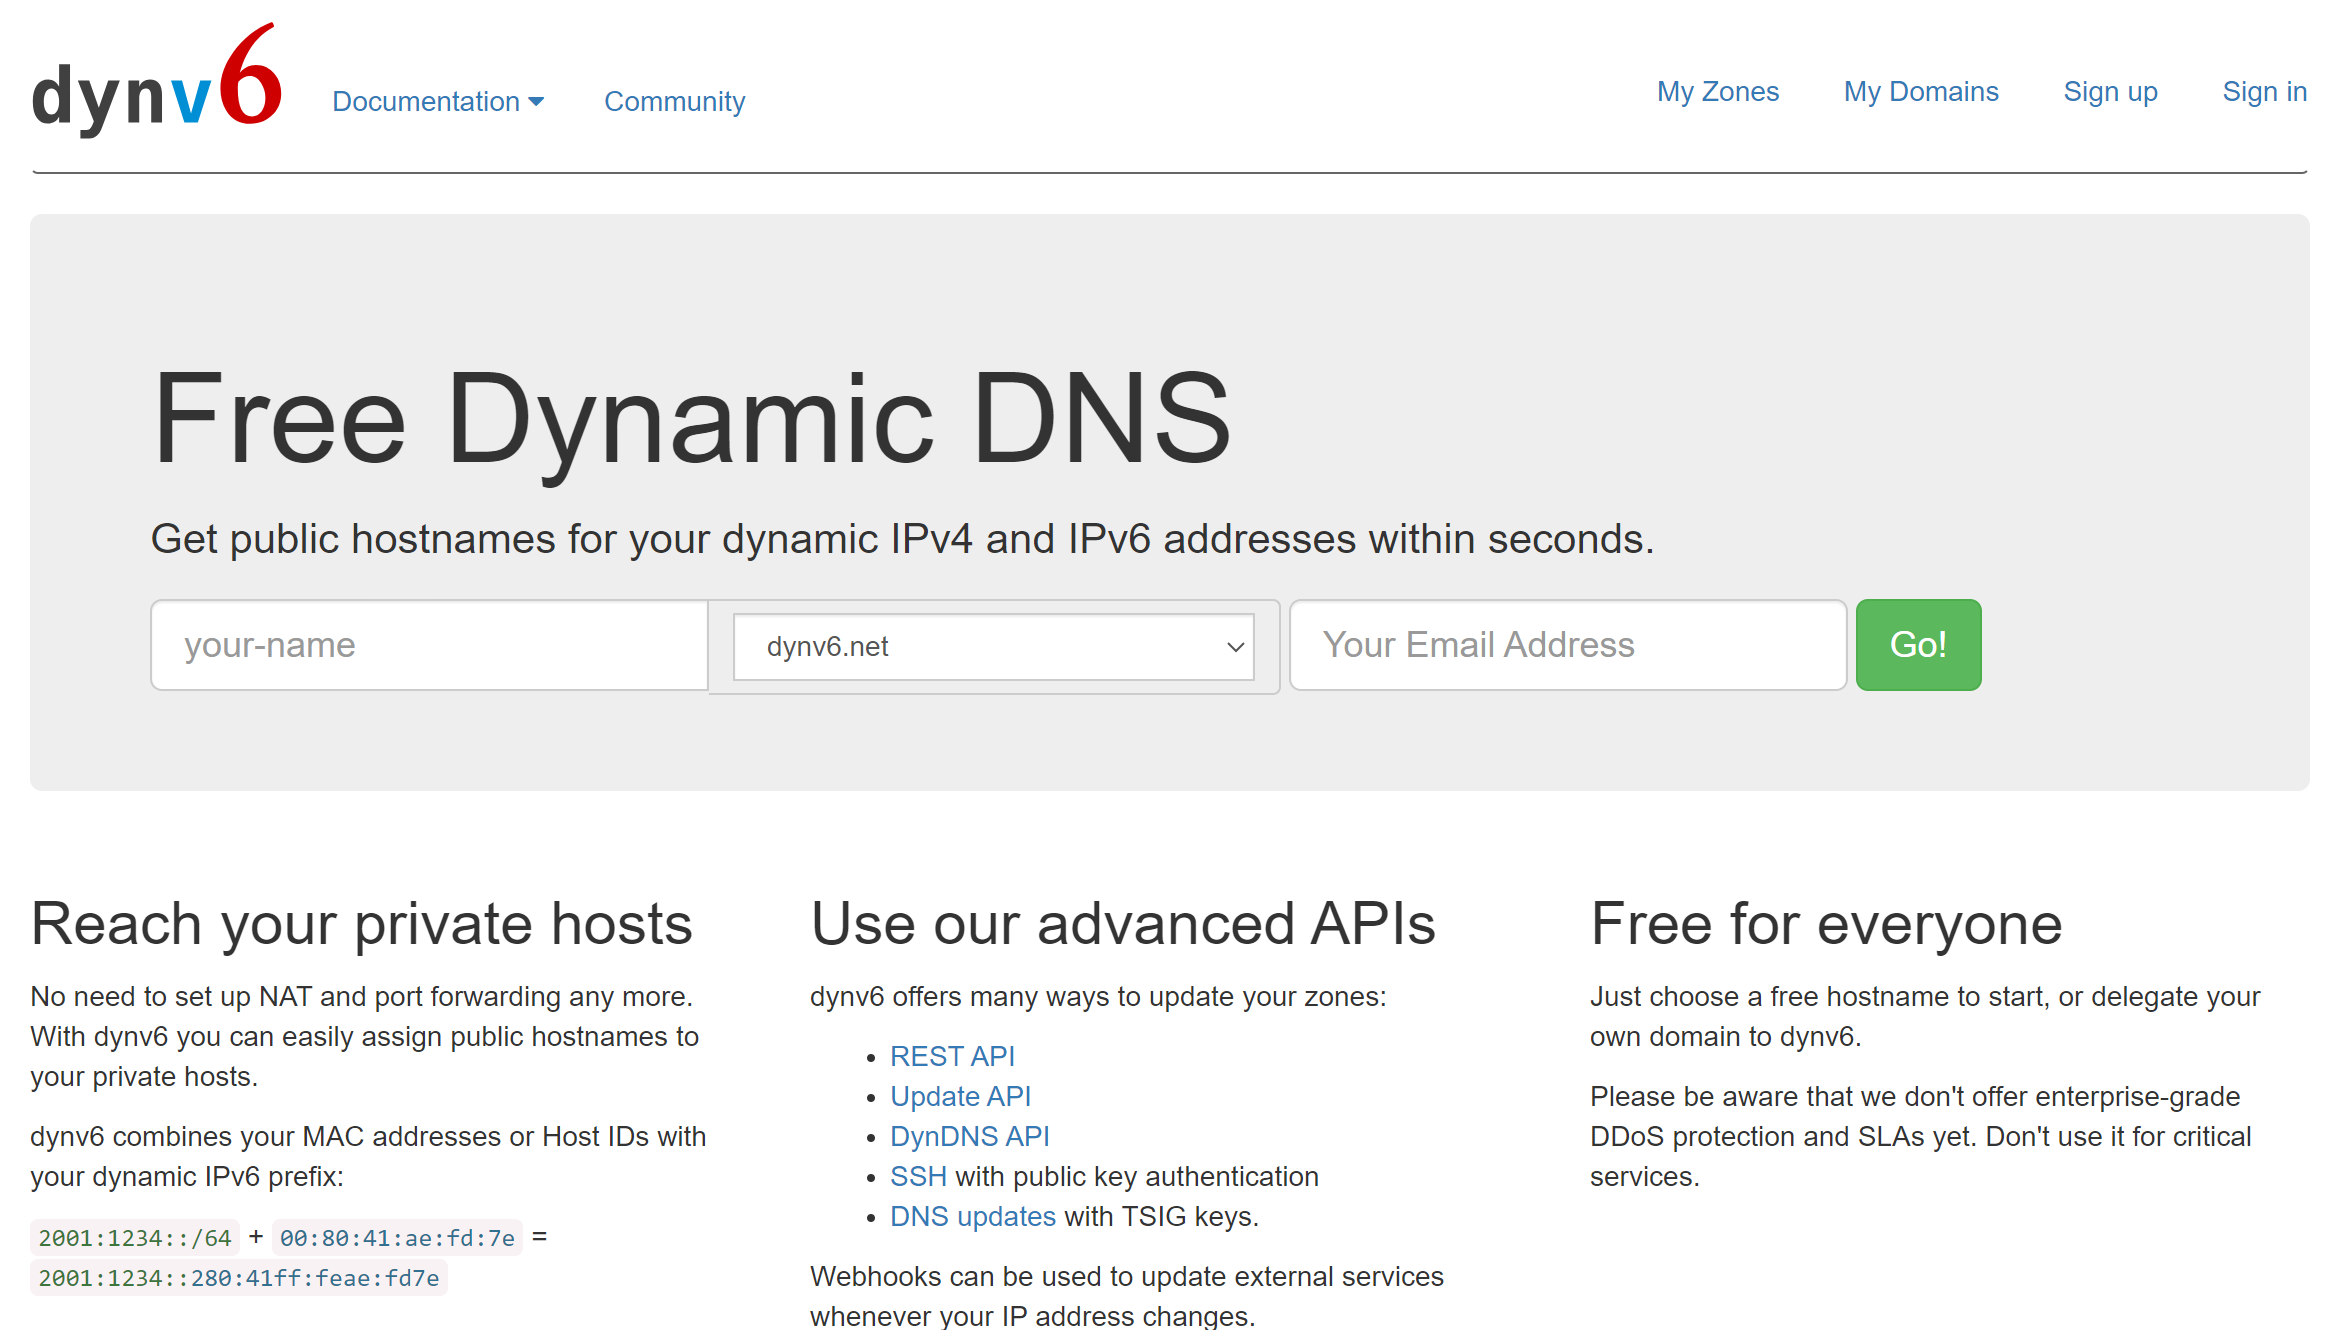 dynv6
Documentation
Community
My Zones
My Domains
Sign up
Sign in
Free Dynamic DNS
Get public hostnames for your dynamic IPv4 and IPv6 addresses within seconds.
your-name
dynv6.net
Your Email Address
Go!
Reach your private hosts
No need to set up NAT and port forwarding any more.
With dynv6 you can easily assign public hostnames to
your private hosts.
dynv6 combines your MAC addresses or Host IDs with
your dynamic IPv6 prefix:
2001:1234::/64 + 00:80:41:ae:fd:7e =
2001:1234::280:41ff:feae:fd7e
Use our advanced APIs
dynv6 offers many ways to update your zones:
• REST API
• Update API
• DynDNS API
• SSH with public key authentication
• DNS updates with TSIG keys.
Webhooks can be used to update external services
whenever your IP address changes.
Free for everyone
Just choose a free hostname to start, or delegate your
own domain to dynv6.
Please be aware that we don't offer enterprise-grade
DDoS protection and SLAs yet. Don't use it for critical
services.